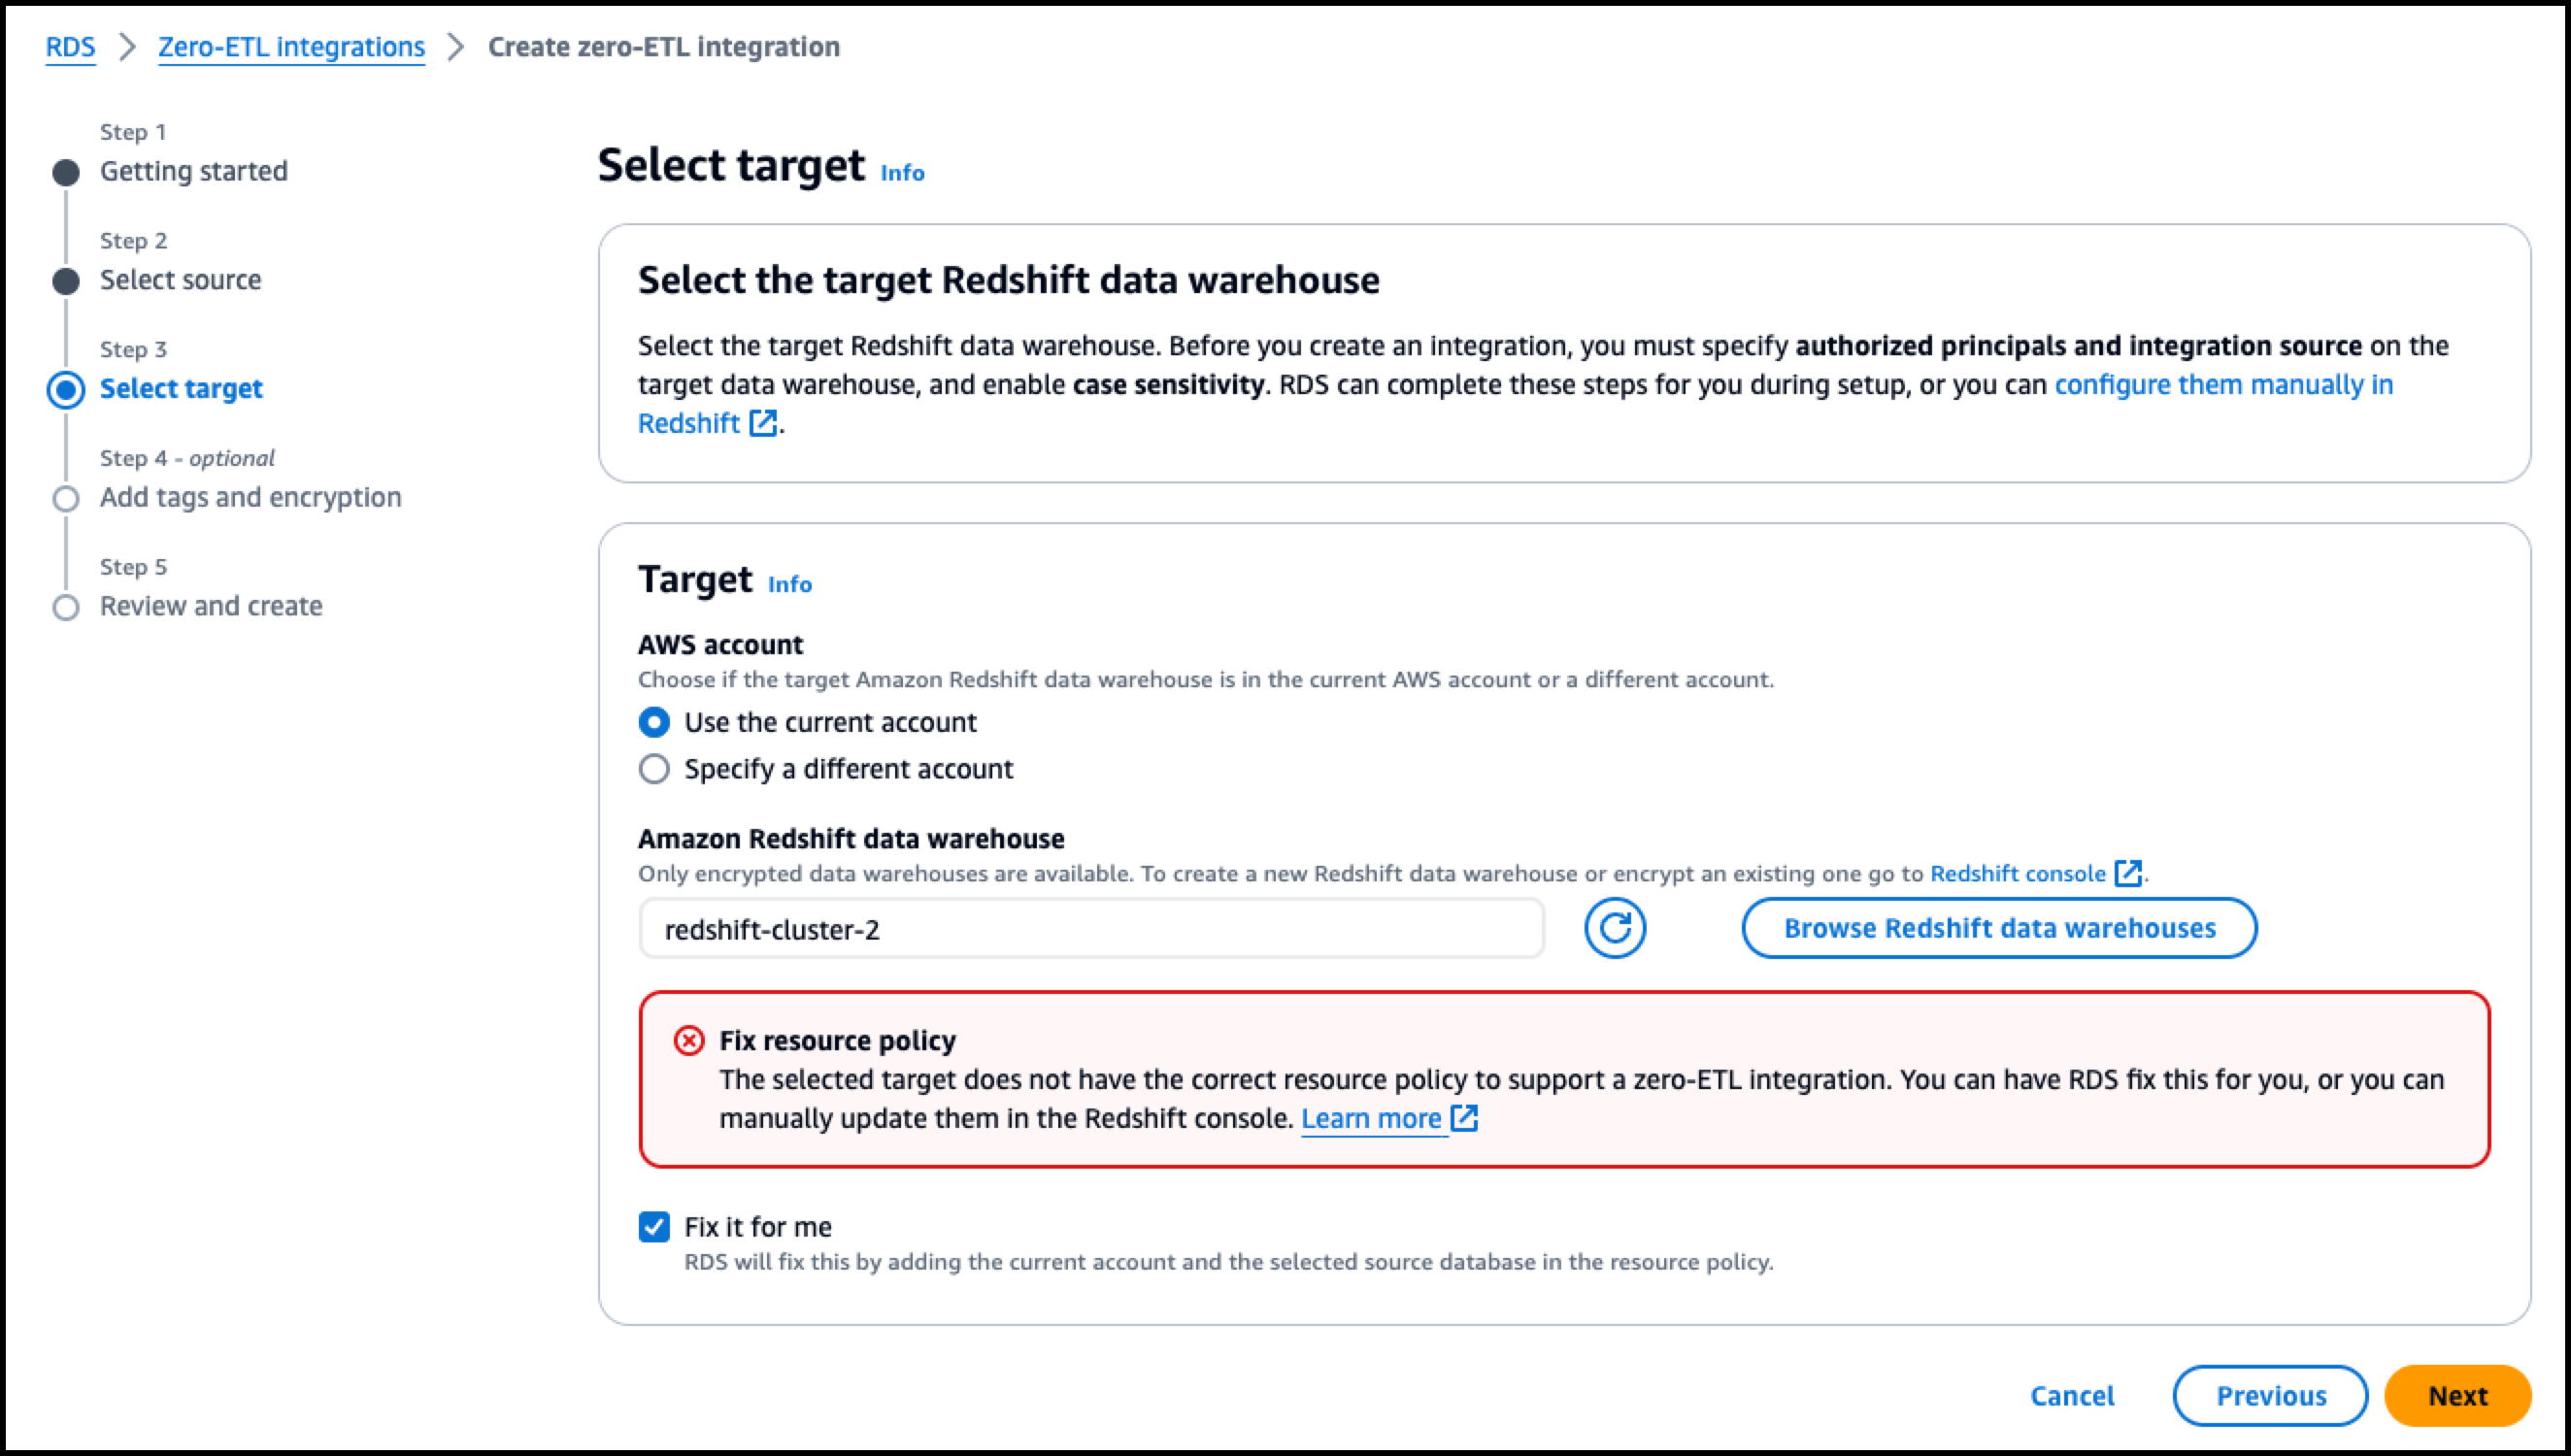 RDS > Zero-ETL integrations > Create zero-ETL integration
Step 1
Getting started
Step 2
Select source
Step 3
Select target
Step 4 - optional
Add tags and encryption
Step 5
Review and create
Select target Info
Select the target Redshift data warehouse
Select the target Redshift data warehouse. Before you create an integration, you must specify authorized principals and integration source on the
target data warehouse, and enable case sensitivity. RDS can complete these steps for you during setup, or you can configure them manually in
Redshift.
Target Info
AWS account
Choose if the target Amazon Redshift data warehouse is in the current AWS account or a different account.
Use the current account
Specify a different account
Amazon Redshift data warehouse
Only encrypted data warehouses are available. To create a new Redshift data warehouse or encrypt an existing one go to Redshift console.
redshift-cluster-2
Browse Redshift data warehouses
Fix resource policy
The selected target does not have the correct resource policy to support a zero-ETL integration. You can have RDS fix this for you, or you can
manually update them in the Redshift console. Learn more
Fix it for me
RDS will fix this by adding the current account and the selected source database in the resource policy.
Cancel
Previous
Next